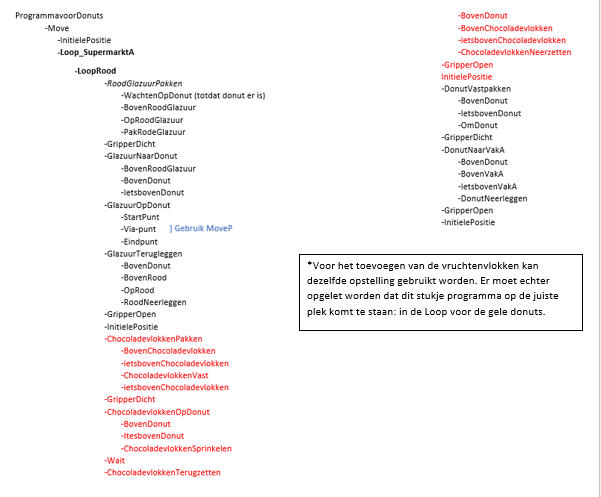 ProgrammavoorDonuts
-Move
-InitielePositie
-Loop_SupermarktA
-LoopRood
-RoodGlazuurPakken
-WachtenOpDonut (totdat donut er is)
-BovenRoodGlazuur
-OpRoodGlazuur
-PakRodeGlazuur
-GripperDicht
-GlazuurNaarDonut
-BovenRoodGlazuur
-BovenDonut
-IetsbovenDonut
-GlazuurOpDonut
-StartPunt
-Via-punt } Gebruik MoveP
-Eindpunt
-GlazuurTerugleggen
-BovenDonut
-BovenRood
-OpRood
-RoodNeerleggen
-GripperOpen
-InitielePositie
-ChocoladevlokkenPakken
-BovenChocoladevlokken
-ietsbovenChocoladevlokken
-ChocoladevlokkenVast
-ietsbovenChocoladevlokken
-GripperDicht
-ChocoladevlokkenOpDonut
-BovenDonut
-ItesbovenDonut
-ChocoladevlokkenSprinkelen
-Wait
-ChocoladevlokkenTerugzetten
-BovenDonut
-BovenChocoladevlokken
-ietsbovenChocoladevlokken
-ChocoladevlokkenNeerzetten
-GripperOpen
InitielePositie
-DonutVastpakken
-BovenDonut
-IetsbovenDonut
-OmDonut
-GripperDicht
-DonutNaarVakA
-BovenDonut
-BovenVakA
-IetsbovenVakA
-DonutNeerleggen
-GripperOpen
-InitielePositie
*Voor het toevoegen van de vruchtenvlokken kan
dezelfde opstelling gebruikt worden. Er moet echter
opgelet worden dat dit stukje programma op de juiste
plek komt te staan: in de Loop voor de gele donuts.